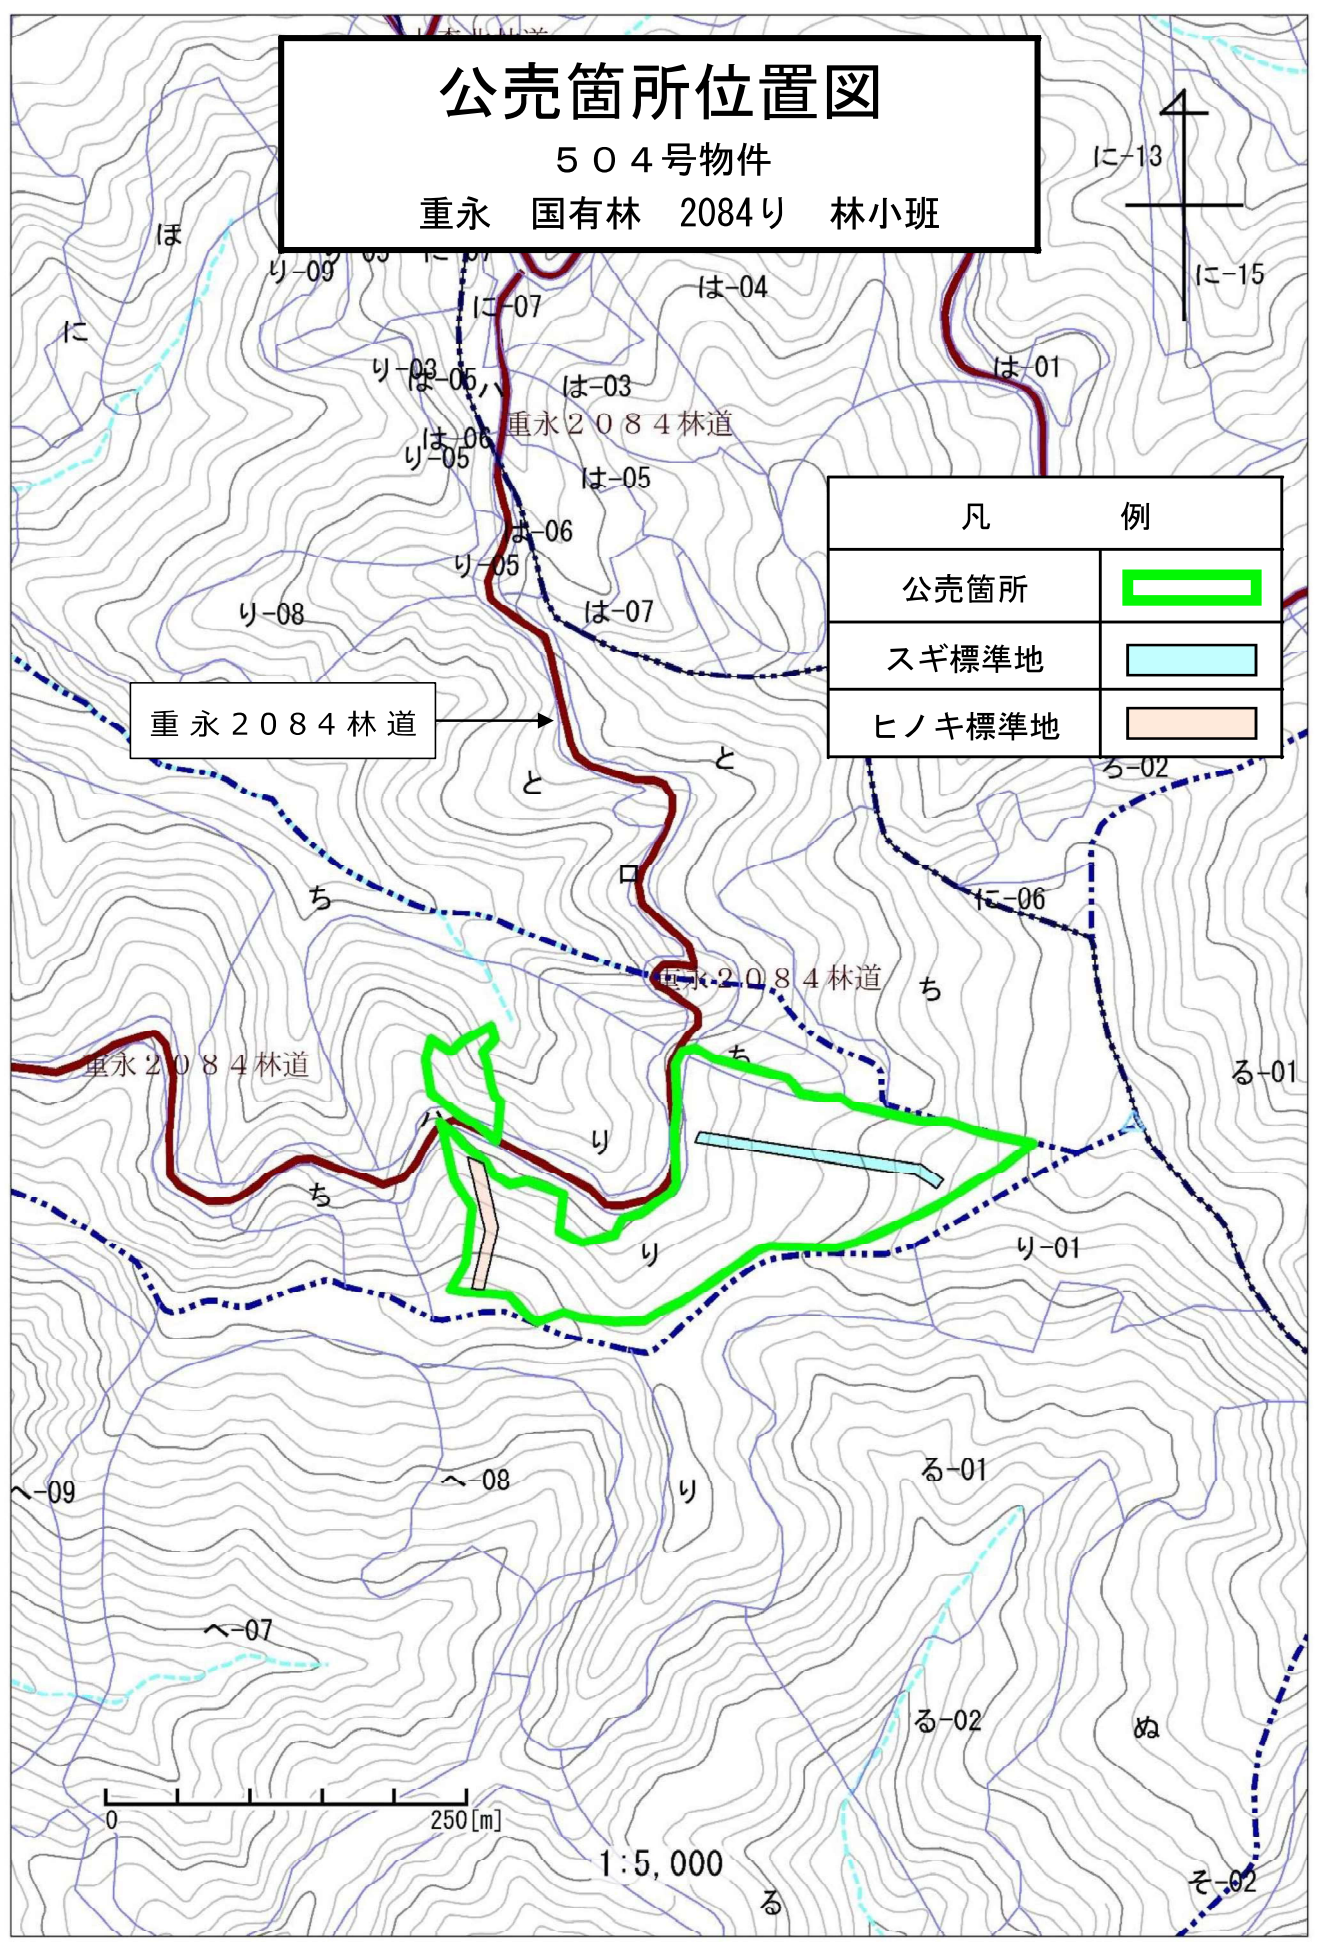 公売箇所位置図
５０４号物件
重永　国有林　2084り　林小班
に-13
ほ
り-09
に-15
は-04
に-07
に
り-03
は-05
ハ
は-03
は-01
重永２０８４林道
は-06
り-05
は-05
凡　例
は-06
り-05
公売箇所
り-08
は-07
スギ標準地
重永２０８４林道
ヒノキ標準地
と
と
ろ-02
ロ
ち
に-06
重永２０８４林道
ち
ち
重永２０８４林道
る-01
ハ
り
ち
り
り-01
る-01
へ-08
り
へ-09
へ-07
る-02
ぬ
0
250[m]
1:5,000
そ-02
る